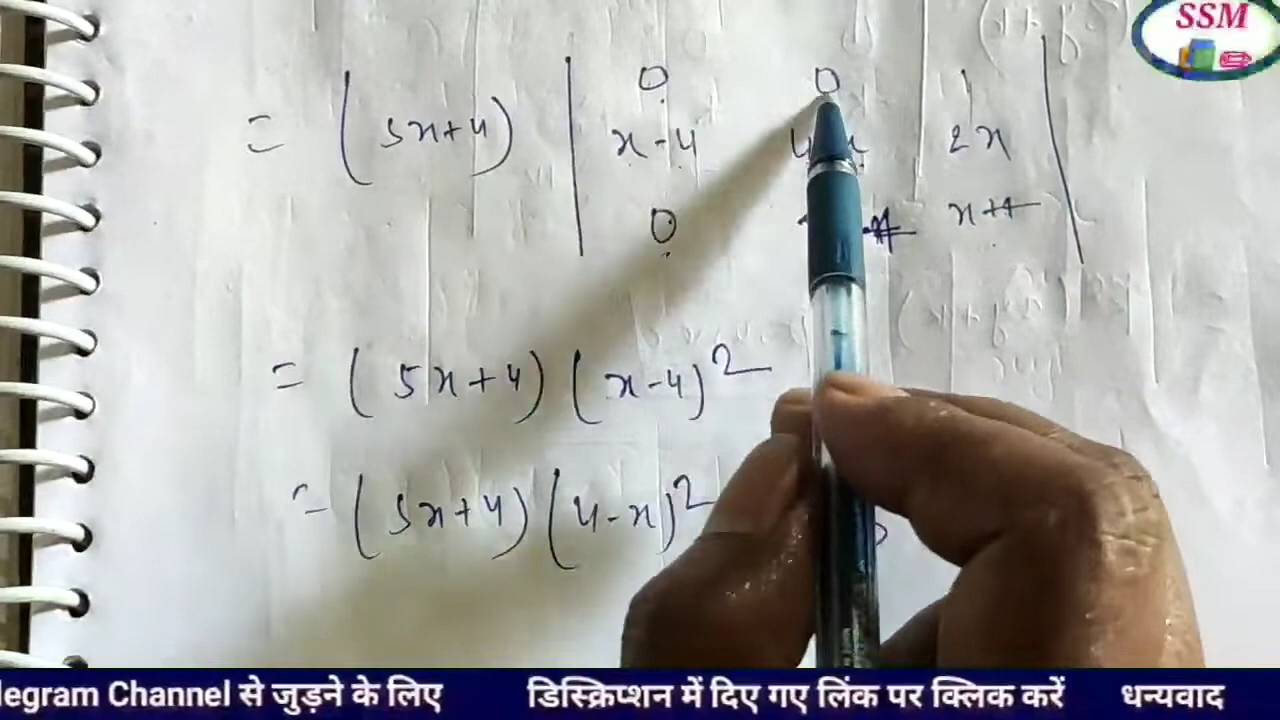 SSM
0 0 1
= (5x+4) x-4 2x
0 x+4
= (5x+4) (x-4)²
= (5x+4) (4-x)²
legram Channel से जुड़ने के लिए डिस्क्रिप्शन में दिए गए लिंक पर क्लिक करें धन्यवाद